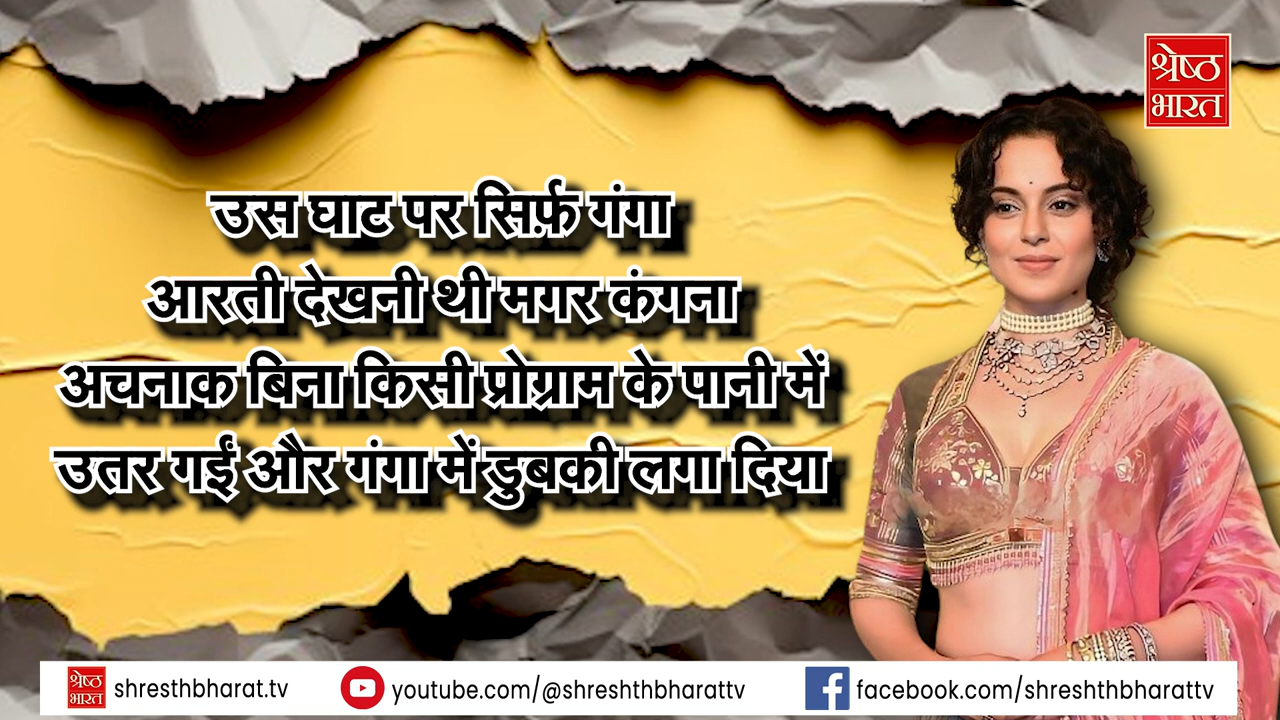 श्रेष्ठ
भारत
उस घाट पर सिर्फ़ गंगा
आरती देखनी थी मगर कंगना
अचनाक बिना किसी प्रोग्राम के पानी में
उतर गईं और गंगा में डुबकी लगा दिया
श्रेष्ठ
भारत
shresthbharat.tv
youtube.com/@shreshthbharattv
facebook.com/shreshthbharattv